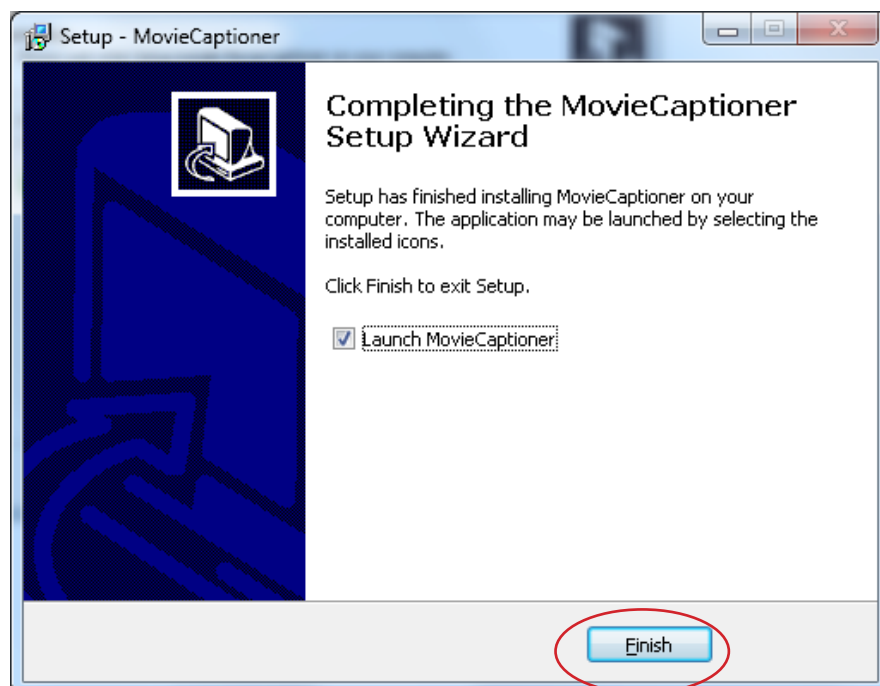 Setup - MovieCaptioner
Completing the MovieCaptioner
Setup Wizard
Setup has finished installing MovieCaptioner on your
computer. The application may be launched by selecting the
installed icons.
Click Finish to exit Setup.
Launch MovieCaptioner
Finish